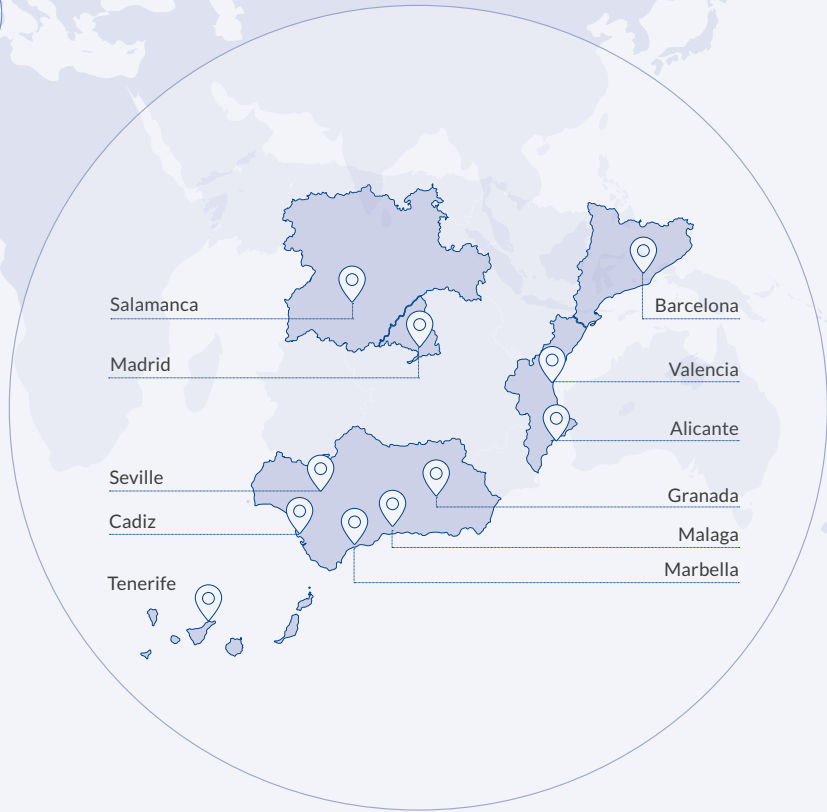 Salamanca
Barcelona
Madrid
Valencia
Alicante
Seville
Granada
Cadiz
Malaga
Marbella
Tenerife